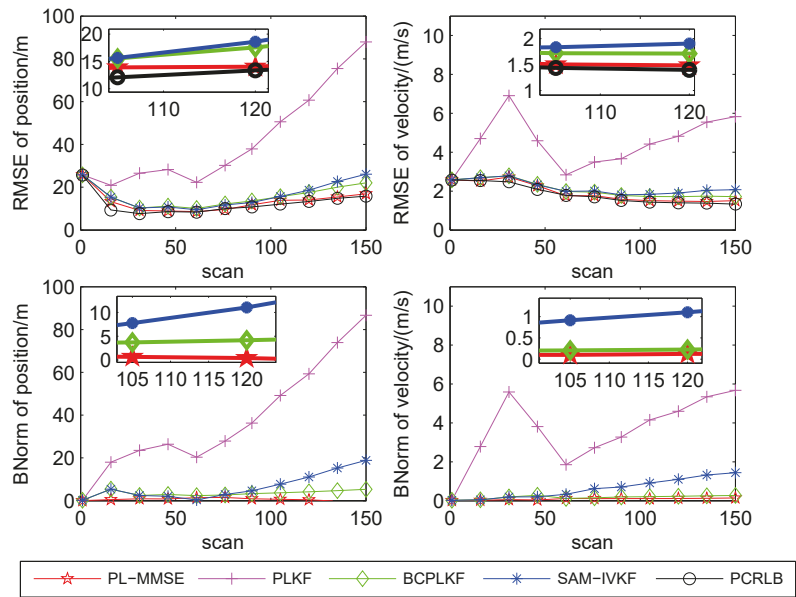 RMSE of position/m
100
80
60
40
20
0
0 50 100 150
scan
20
15
10
110 120
RMSE of velocity/(m/s)
10
8
6
4
2
0
0 50 100 150
scan
2
1.5
1
110 120
BNorm of position/m
100
80
60
40
20
0
0 50 100 150
scan
10
5
0
105 110 115 120
BNorm of velocity/(m/s)
10
8
6
4
2
0
0 50 100 150
scan
1
0.5
0
105 110 115 120
PL−MMSE PLKF BCPLKF SAM−IVKF PCRLB